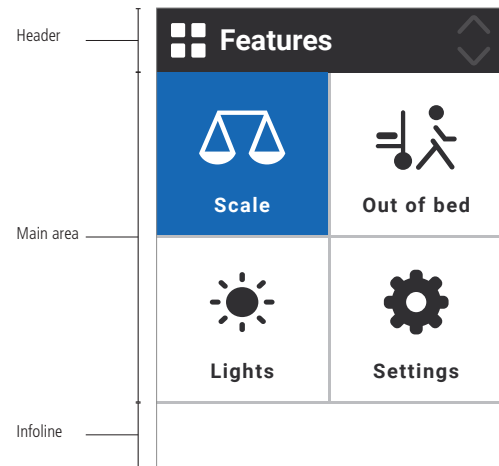 Header
Features
Scale
Out of bed
Main area
Lights
Settings
Infoline